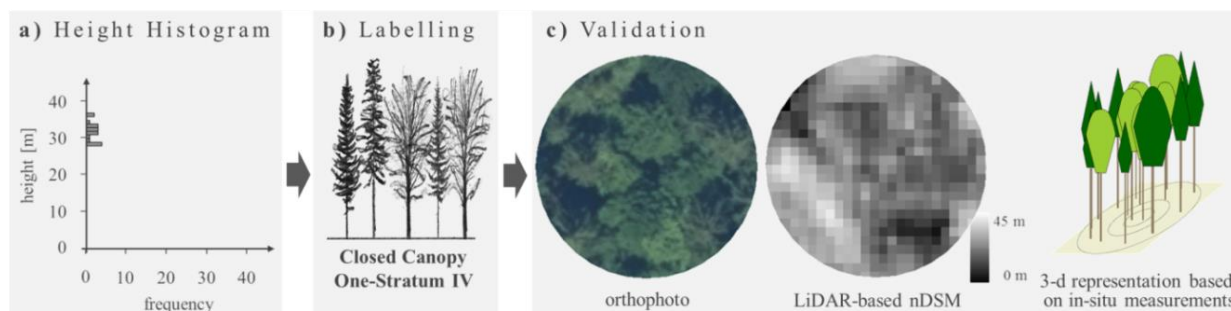 a) Height Histogram
40
30
20
10
0
height [m]
0 10 20 30 40
frequency
b) Labelling
Closed Canopy
One-Stratum IV
c) Validation
orthophoto
LiDAR-based nDSM
45 m
0 m
3-d representation based
on in-situ measurements